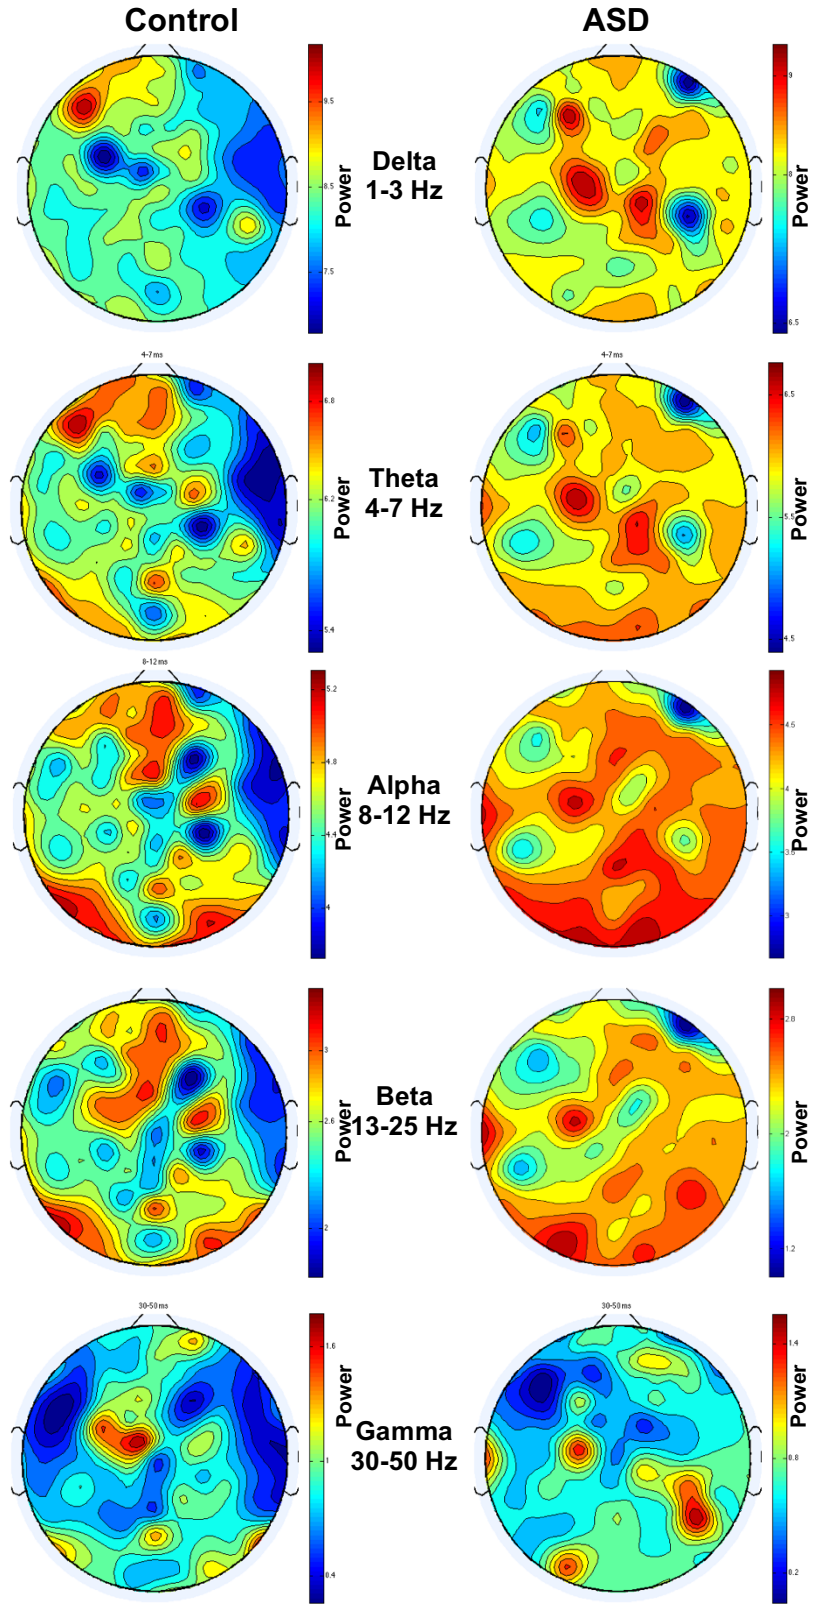 Control
ASD
9.5
8.5
7.5
Power
Delta
1-3 Hz
9
8
6.5
Power
4-7 ms
6.8
6.2
5.4
Power
Theta
4-7 Hz
4-7 ms
6.5
5.5
4.5
Power
8-12 ms
5.2
4.8
4.4
4
Power
Alpha
8-12 Hz
4.5
4
3.5
3
Power
3
2.6
2
Power
Beta
13-25 Hz
2.8
2
1.2
Power
30-50 ms
1.6
1
0.4
Power
Gamma
30-50 Hz
30-50 ms
1.4
0.8
0.2
Power